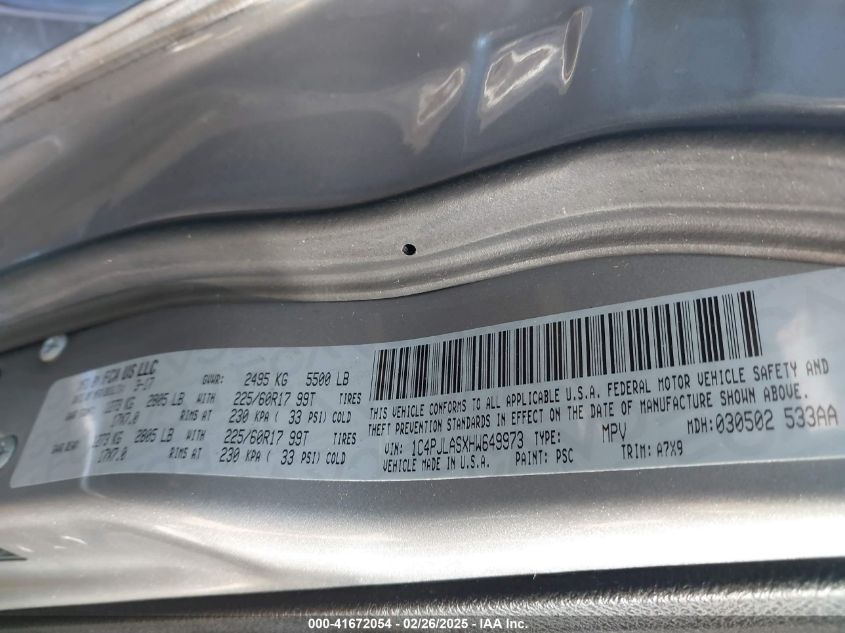 FCA US LLC
3-17 GVWR: 2495 KG 5500 LB
1273 KG 2805 LB 225/60R17 99T TIRES
17X7.0 RIMS AT 230 KPA ( 33 PSI) COLD
1273 KG 2805 LB 225/60R17 99T TIRES
17X7.0 RIMS AT 230 KPA ( 33 PSI) COLD
THIS VEHICLE CONFORMS TO ALL APPLICABLE U.S.A. FEDERAL MOTOR VEHICLE SAFETY AND
THEFT PREVENTION STANDARDS IN EFFECT ON THE DATE OF MANUFACTURE SHOWN ABOVE.
MDH: 030502 533AA
VIN: 1C4PJLASXHW649973 TYPE: MPV
VEHICLE MADE IN U.S.A. PAINT: PSC TRIM: A7X9
000-41672054 / 02/26/2025 - IAA Inc.